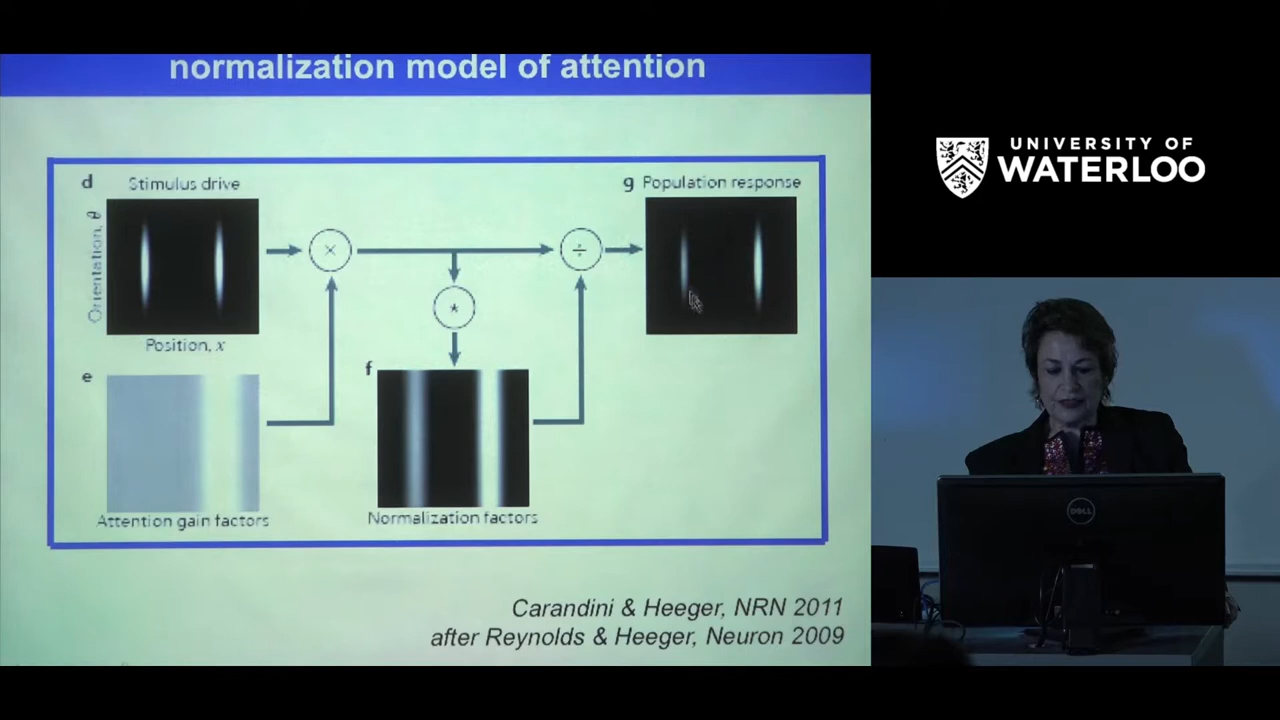 normalization model of attention
d
Stimulus drive
g Population response
Orientation, θ
×
÷
Position, x
*
e
f
Attention gain factors
Normalization factors
Carandini & Heeger, NRN 2011
after Reynolds & Heeger, Neuron 2009
UNIVERSITY OF
WATERLOO
DELL